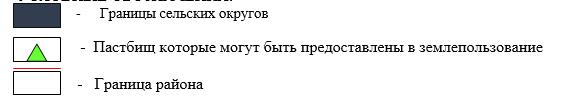 - Границы сельских округов
- Пастбищ которые могут быть предоставлены в землепользование
- Граница района